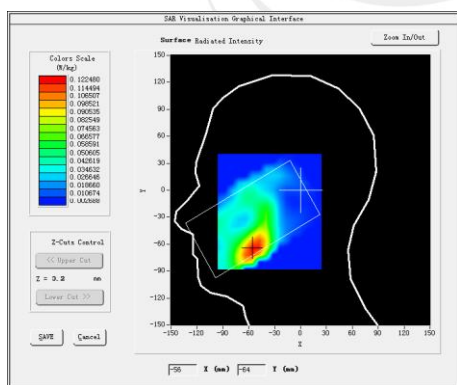 SAR Visualisation Graphical Interface
Surface Radiated Intensity
Zoom In/Out
Colors Scale
(W/kg)
0.122480
0.114494
0.106507
0.098521
0.090535
0.082549
0.074563
0.066577
0.058591
0.050605
0.042619
0.034632
0.026646
0.018660
0.010674
0.002688
Z-Cuts Control
<< Upper Cut
Z = 3.2 mm
Lower Cut >>
SAVE
Cancel
150
120
90
60
30
0
-30
-60
-90
-120
-150
Y
-150 -120 -90 -60 -30 0 30 60 90 120 150
X
-56 X (mm) -64 Y (mm)